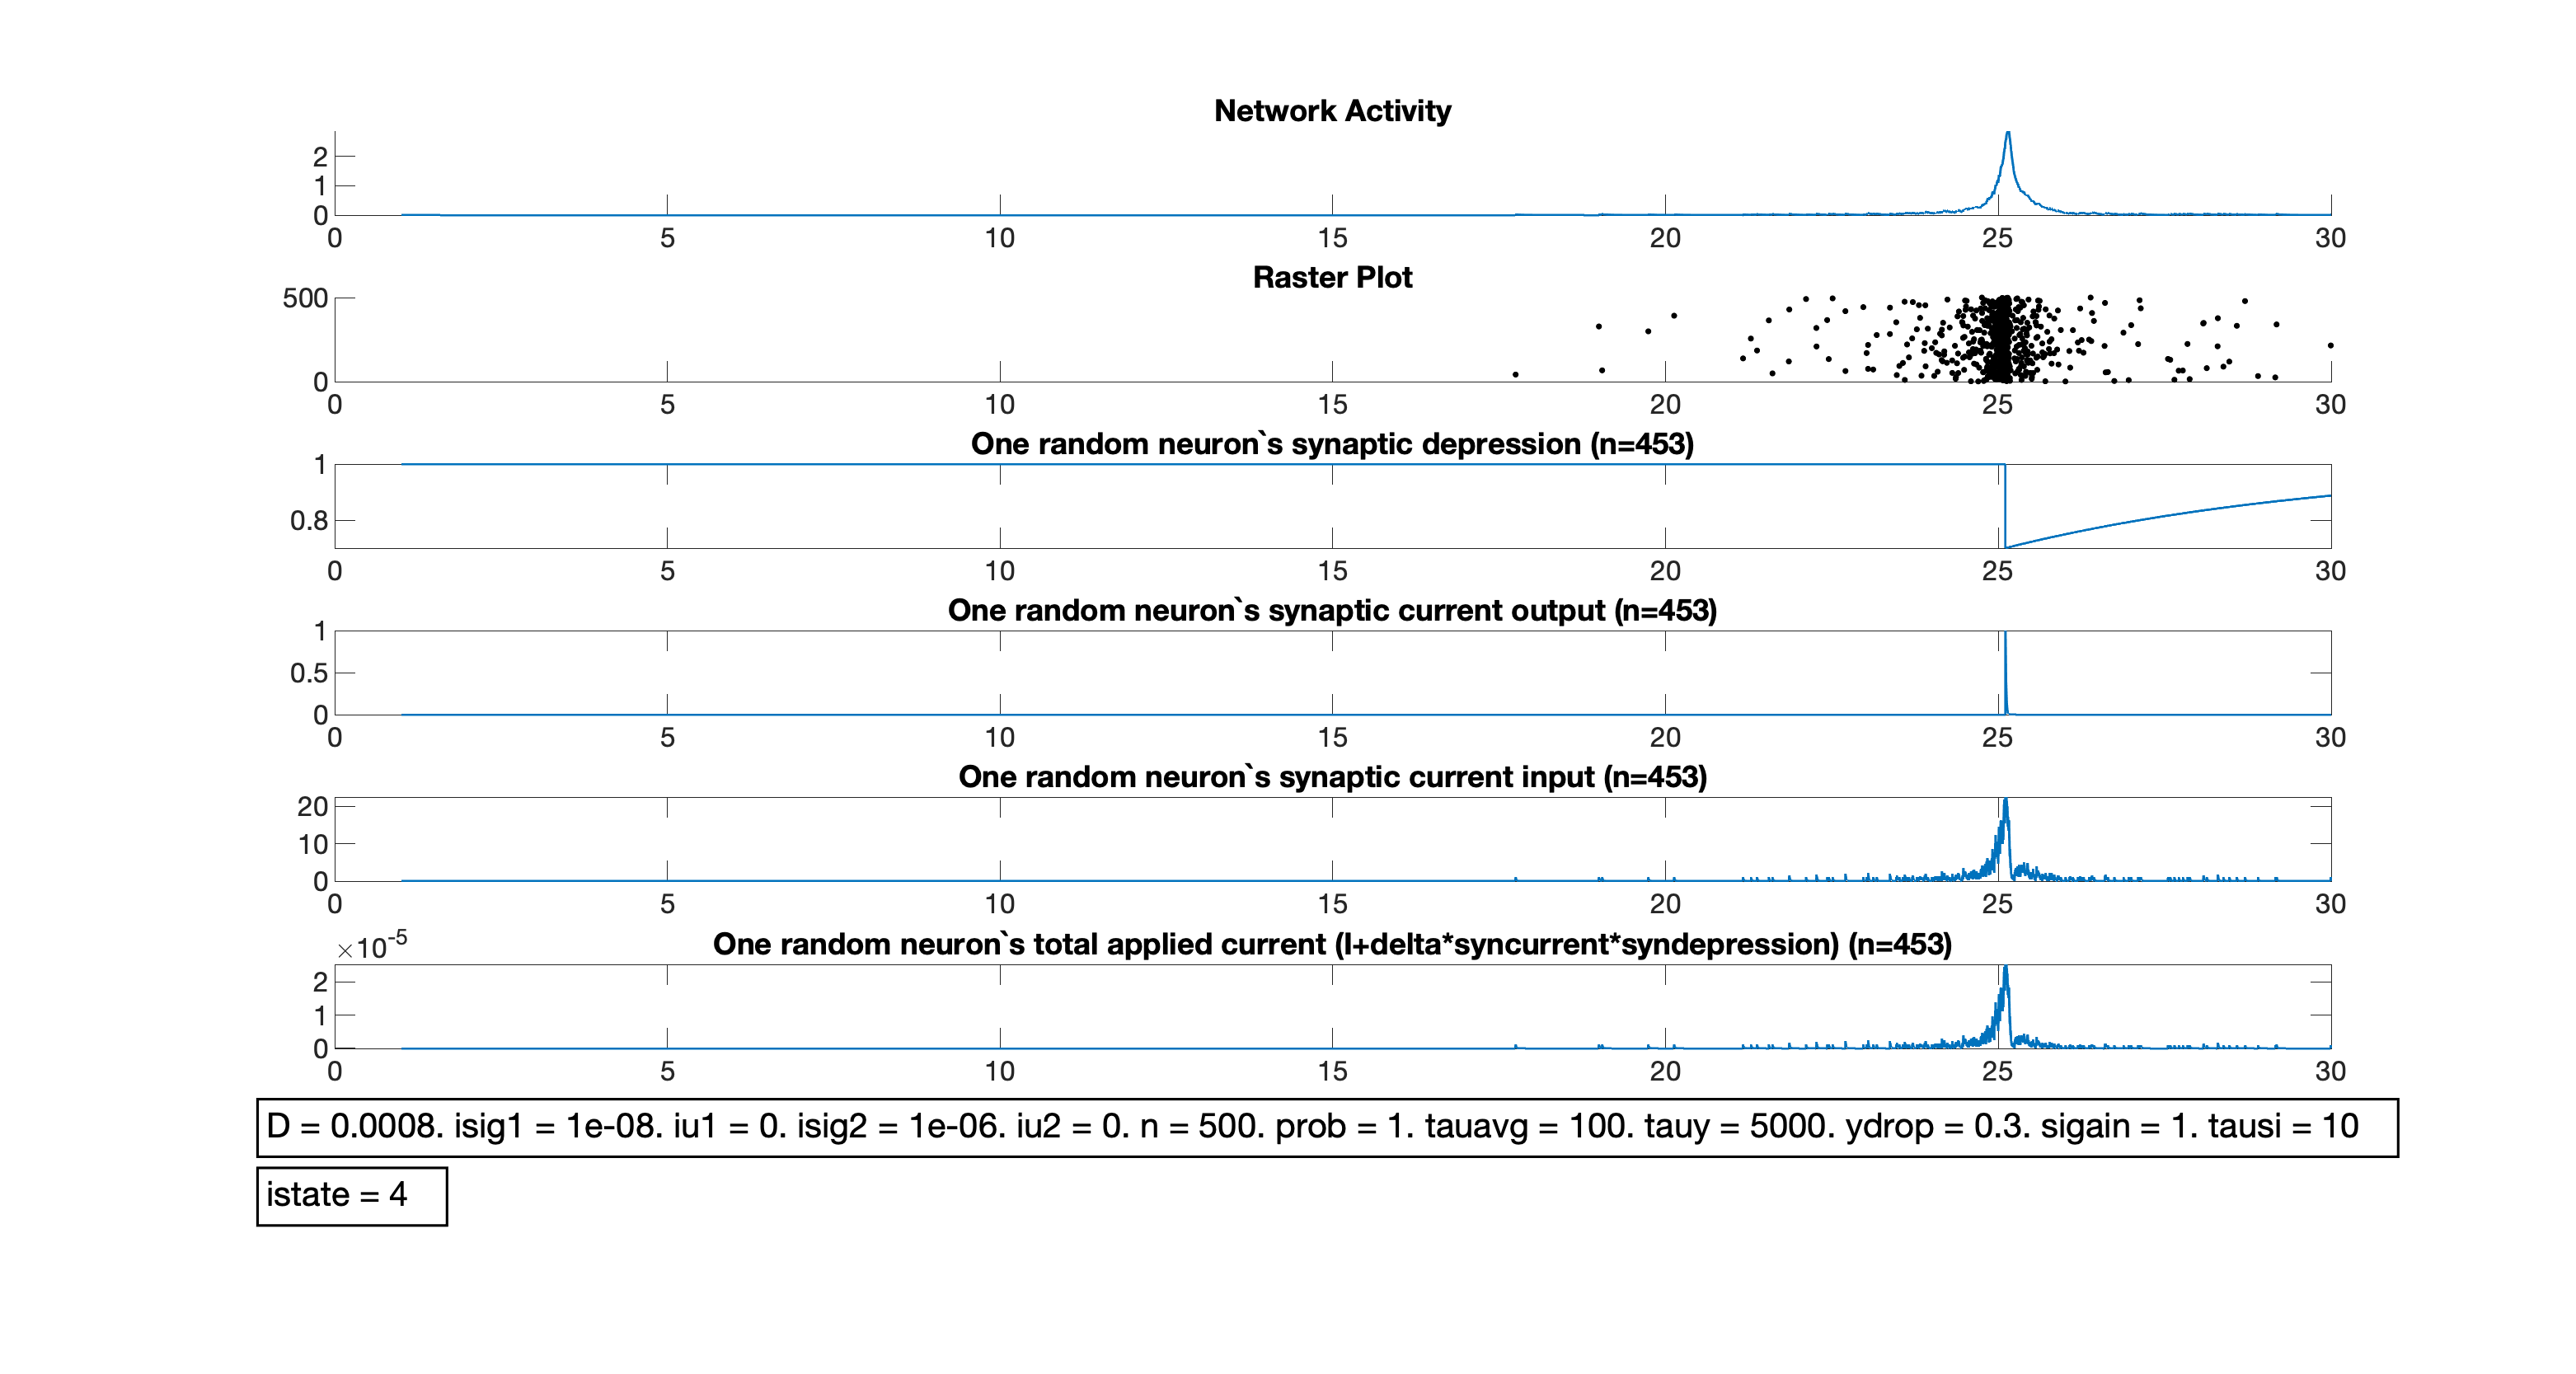 Network Activity
2
1
0
0 5 10 15 20 25 30
Raster Plot
500
0
0 5 10 15 20 25 30
One random neuron`s synaptic depression (n=453)
1
0.8
0 5 10 15 20 25 30
One random neuron`s synaptic current output (n=453)
1
0.5
0
0 5 10 15 20 25 30
One random neuron`s synaptic current input (n=453)
20
10
0
0 5 10 15 20 25 30
×10-5
One random neuron`s total applied current (I+delta*syncurrent*syndepression) (n=453)
2
1
0
0 5 10 15 20 25 30
D = 0.0008. isig1 = 1e-08. iu1 = 0. isig2 = 1e-06. iu2 = 0. n = 500. prob = 1. tauavg = 100. tauy = 5000. ydrop = 0.3. sigain = 1. tausi = 10
istate = 4